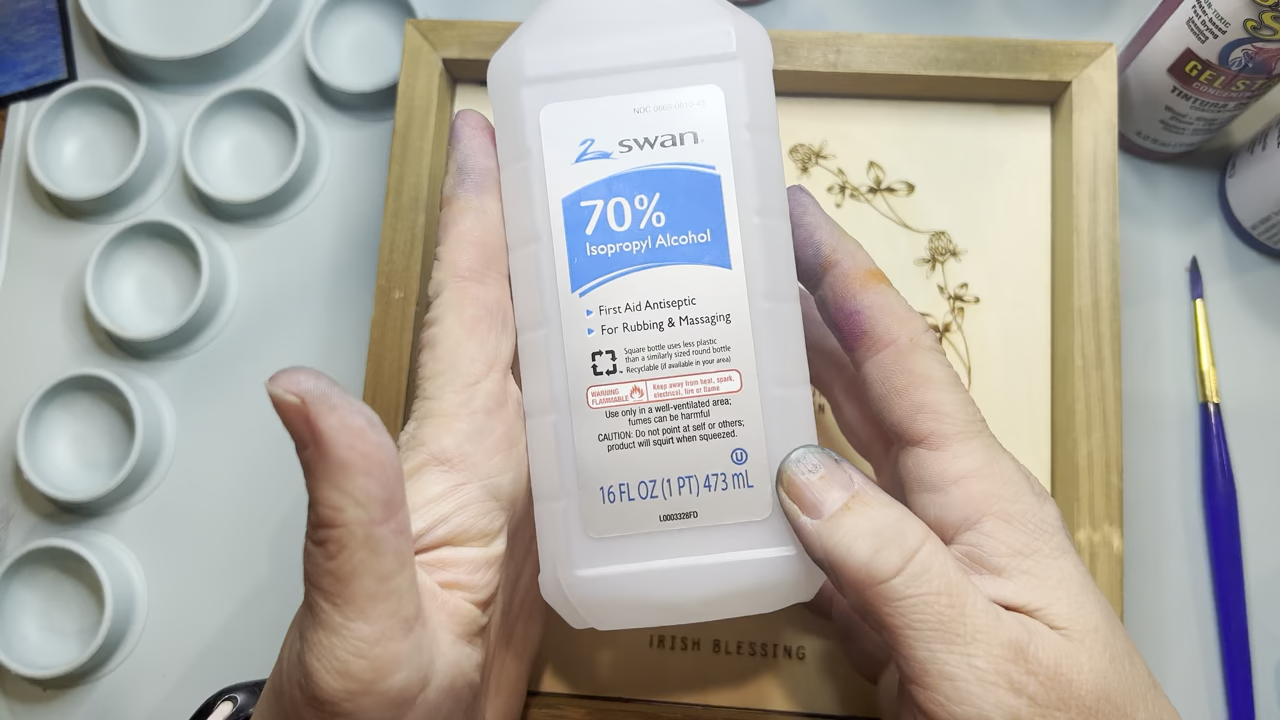 swan
70%
Isopropyl Alcohol
First Aid Antiseptic
For Rubbing & Massaging
Square bottle uses less plastic
than a similarly sized round bottle
Recyclable (if available in your area)
WARNING
FLAMMABLE
Keep away from heat, spark,
electrical, fire or flame
Use only in a well-ventilated area;
fumes can be harmful
CAUTION: Do not point at self or others;
product will squirt when squeezed.
U
16 FL OZ (1 PT) 473 mL
L0003328FD
IRISH BLESSING
GEL ST